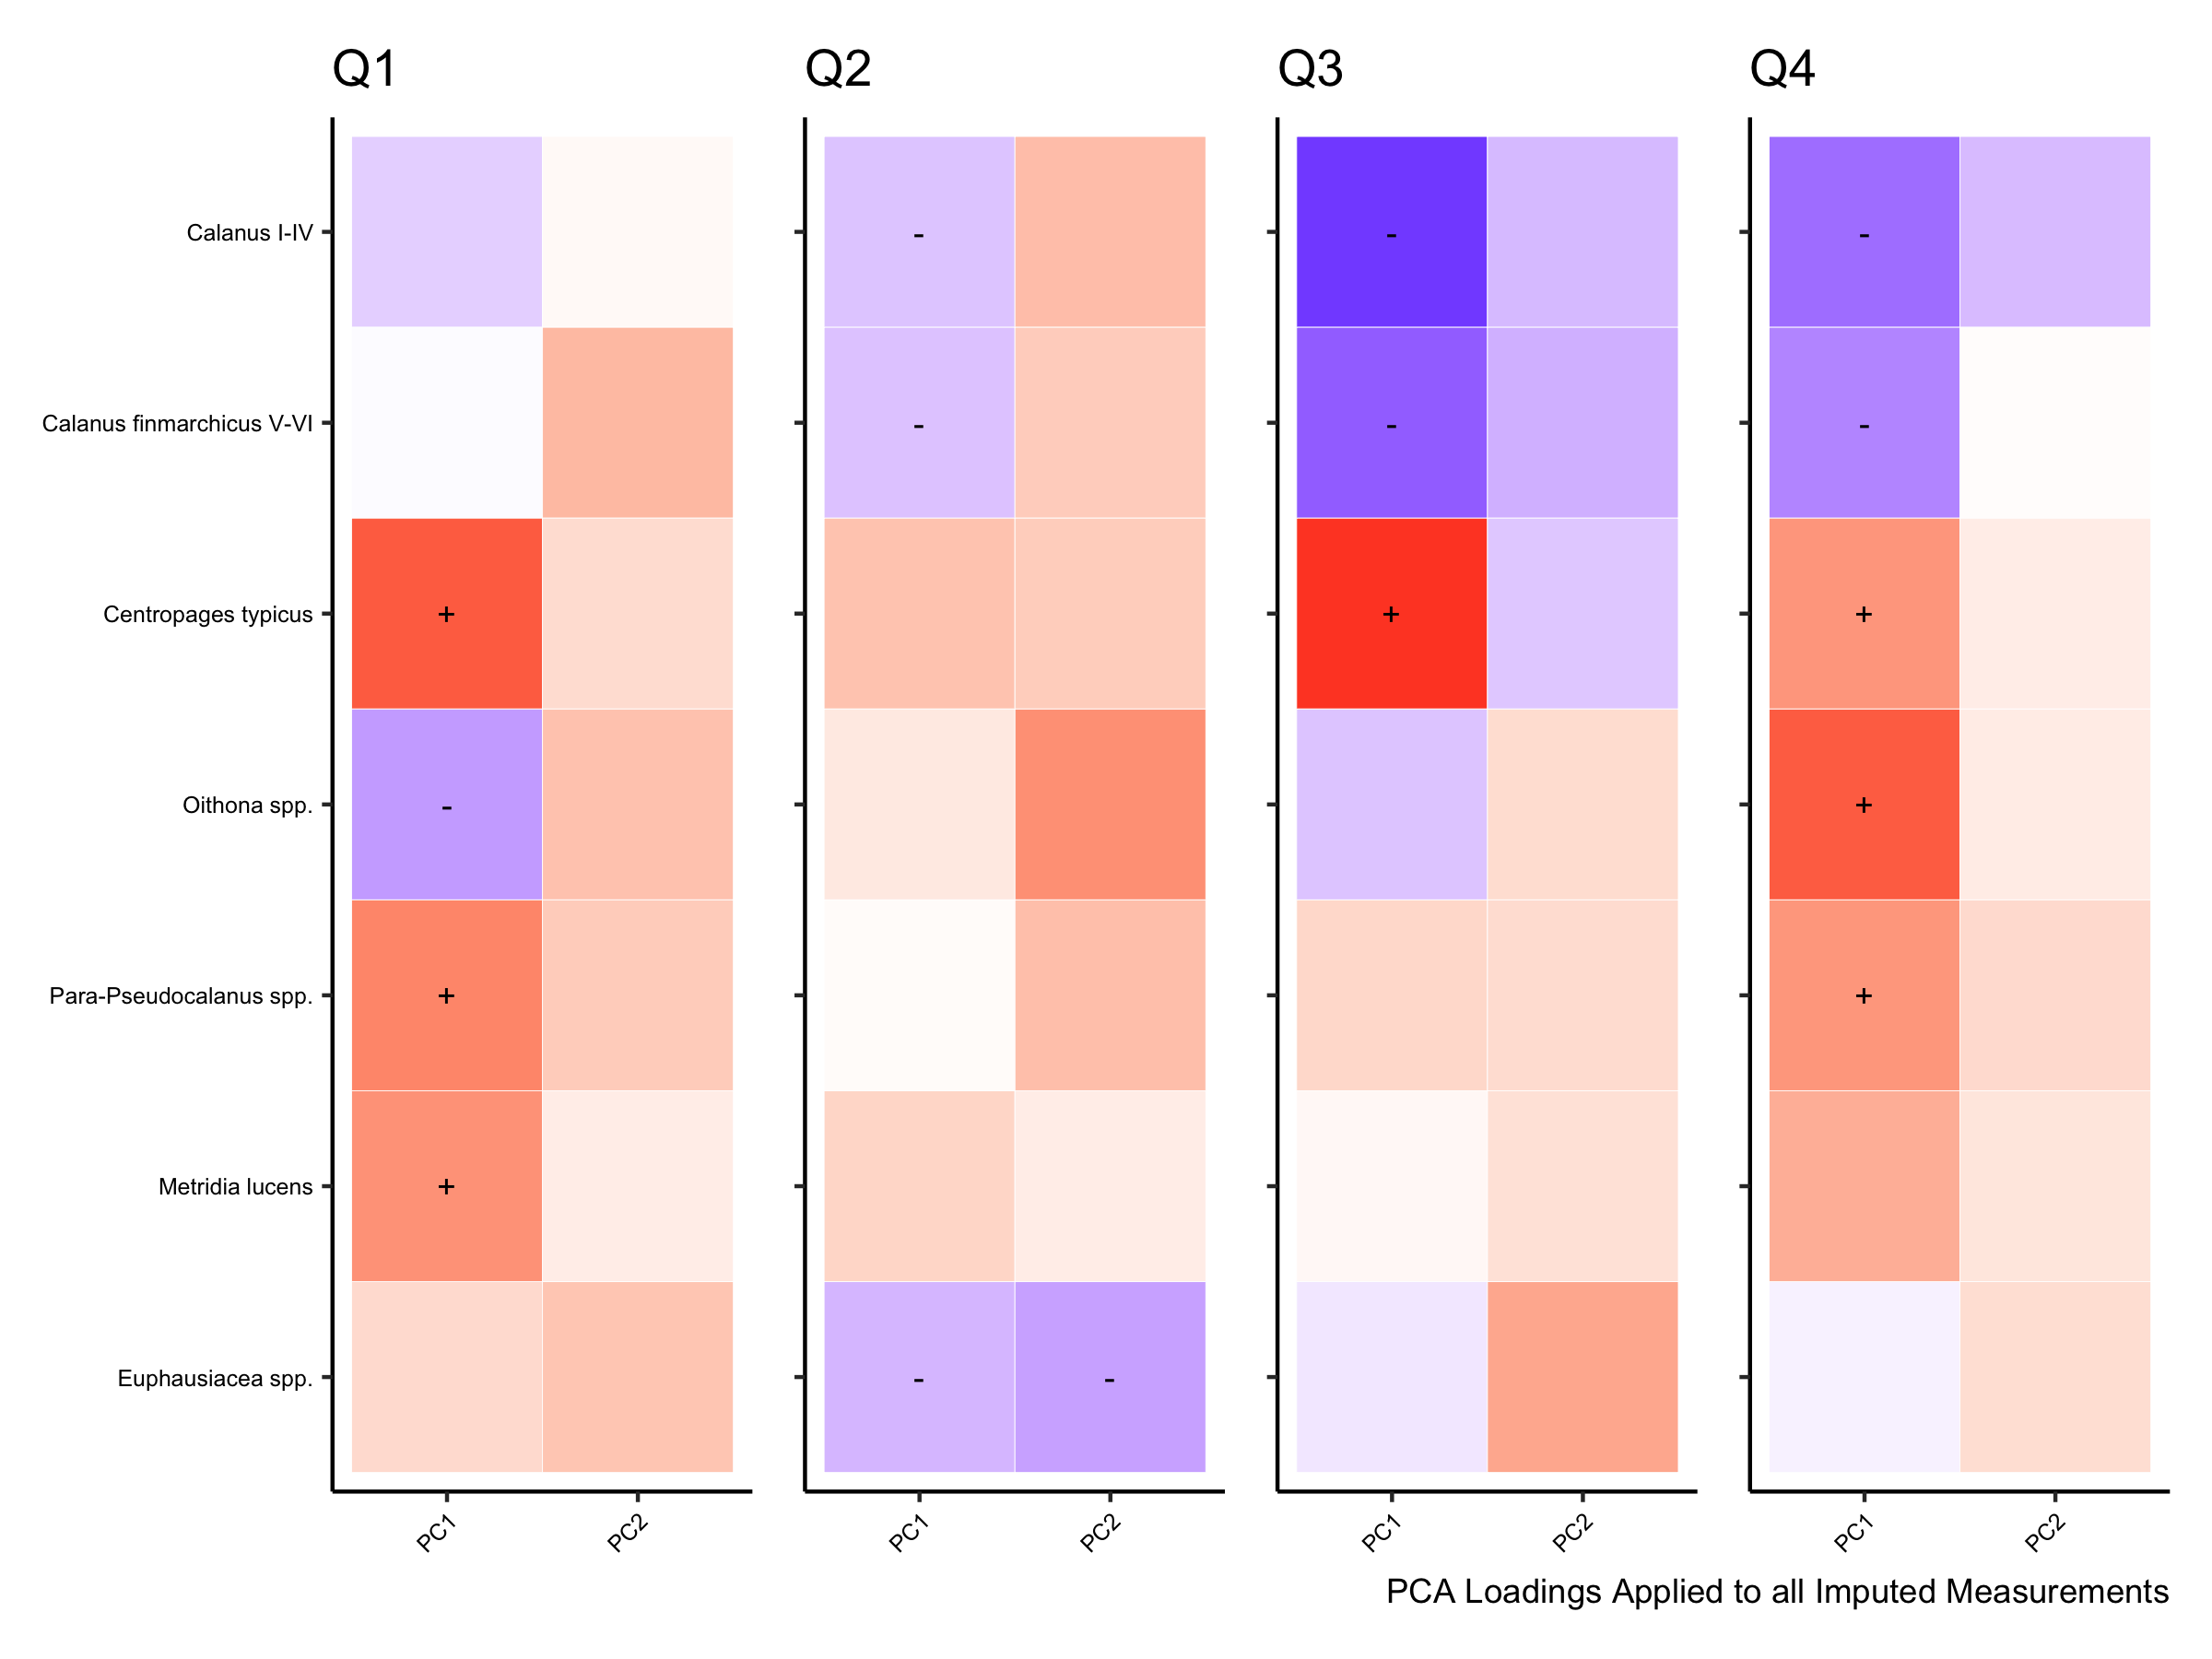 Q1 Q2 Q3 Q4
Calanus I-IV - - -
Calanus finmarchicus V-VI - - -
Centropages typicus + + +
Oithona spp. - +
Para-Pseudocalanus spp. + +
Metridia lucens +
Euphausiacea spp. - -
PC1 PC2 PC1 PC2 PC1 PC2 PC1 PC2
PCA Loadings Applied to all Imputed Measurements